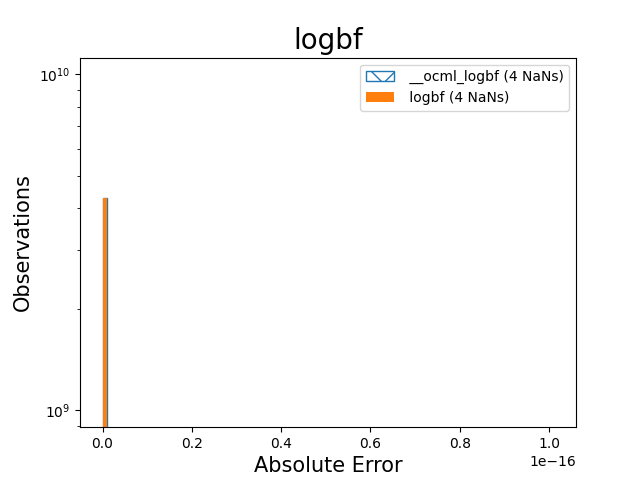 logbf
Observations
10^10
10^9
__ocml_logbf (4 NaNs)
logbf (4 NaNs)
0.0 0.2 0.4 0.6 0.8 1.0
1e−16
Absolute Error